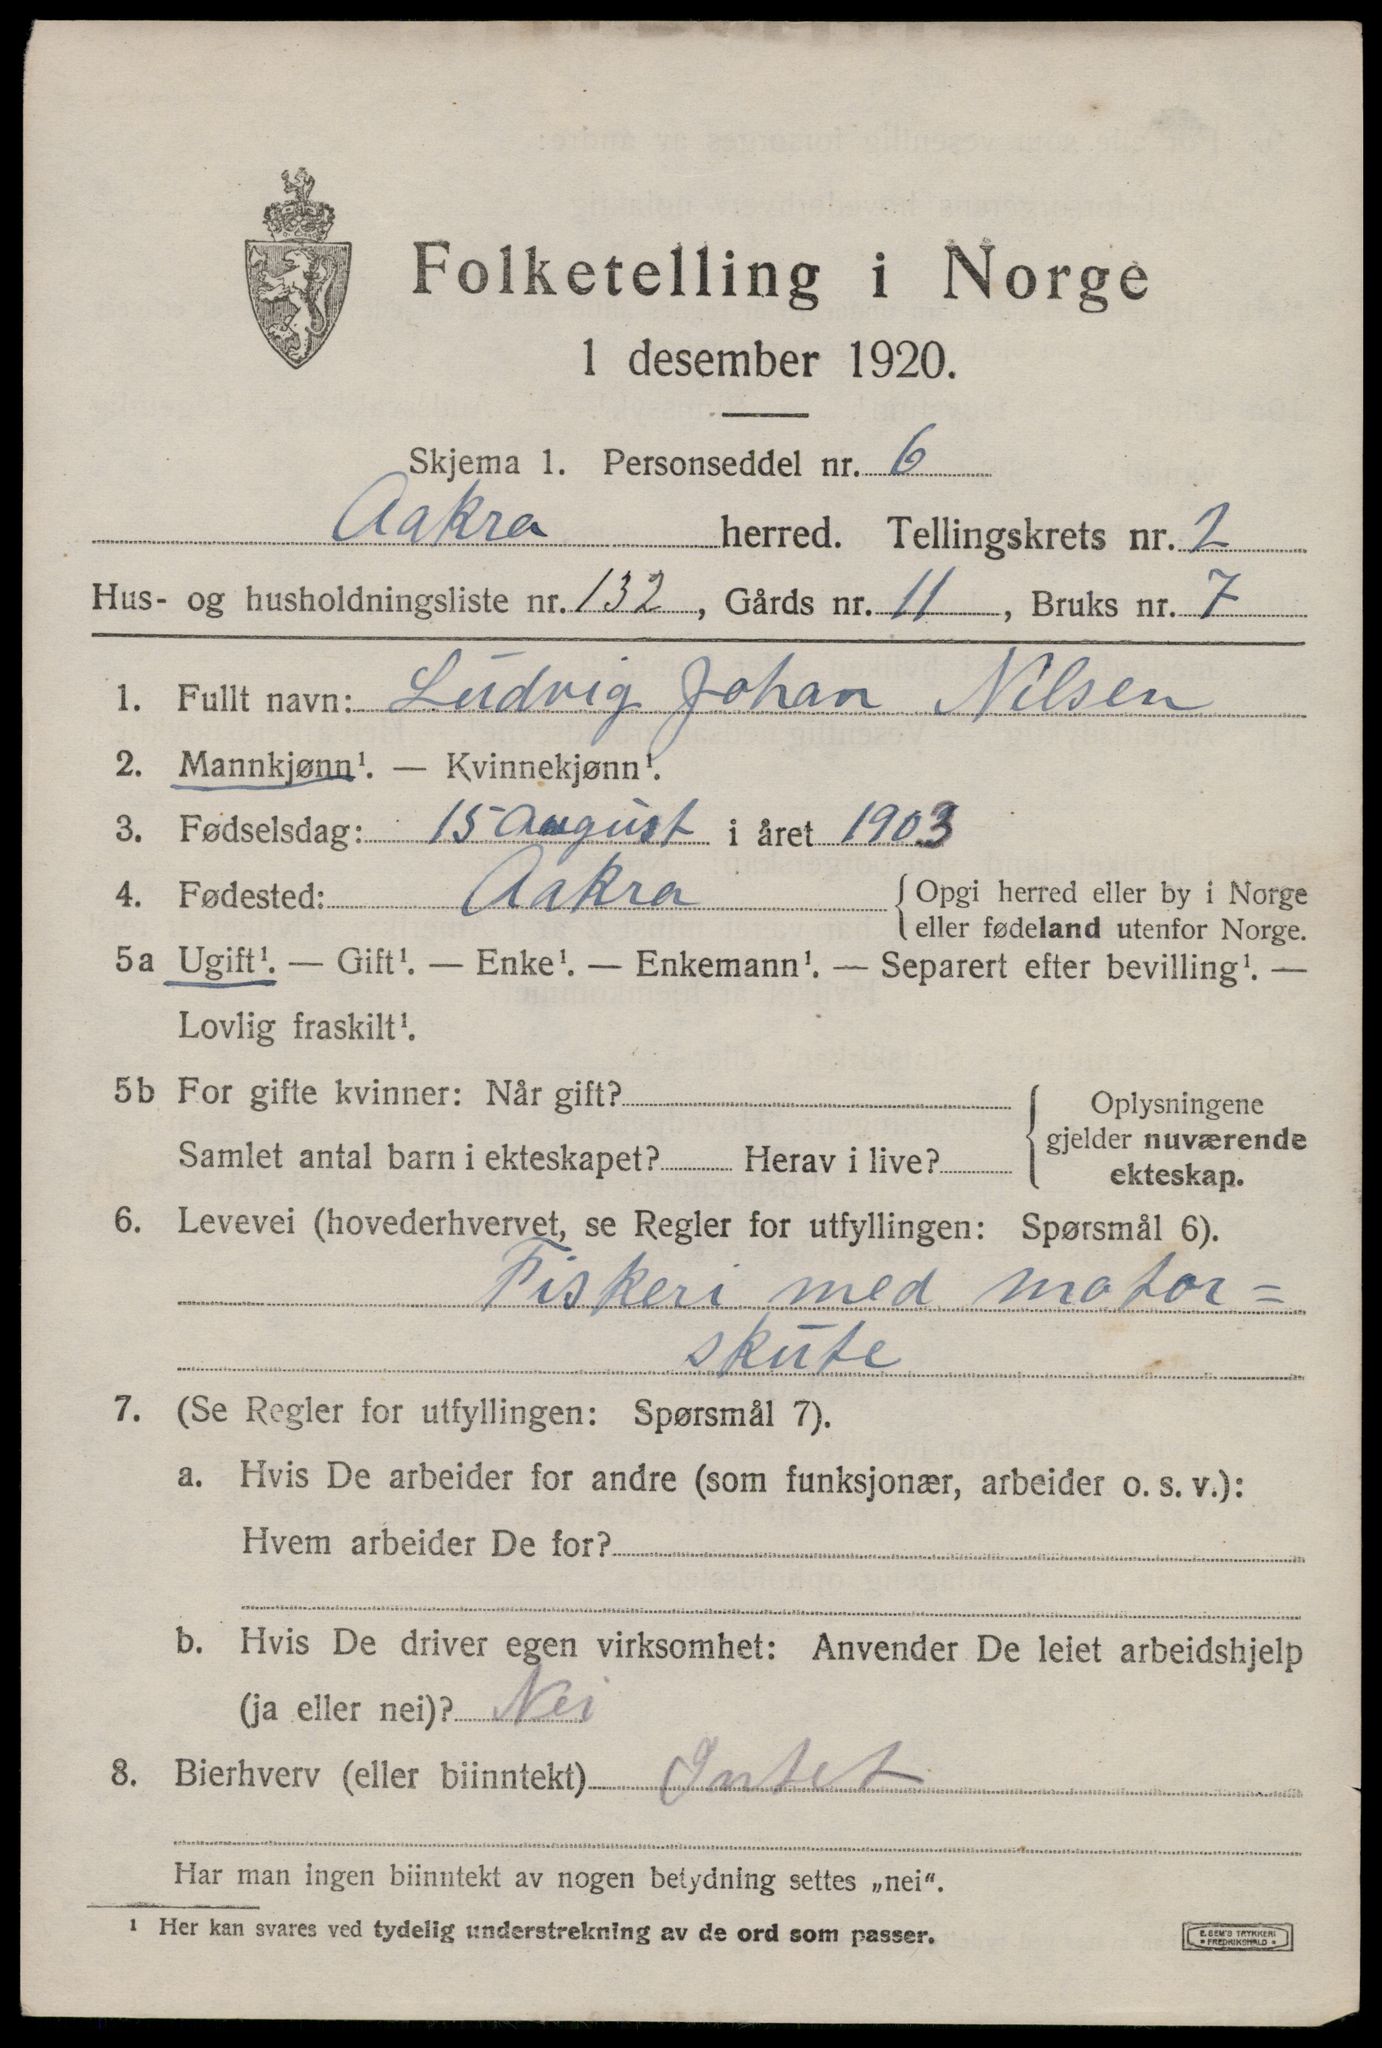 Folketelling i Norge
1 desember 1920.
Skjema 1. Personseddel nr. 6
Aakra herred. Tellingskrets nr. 2
Hus- og husholdningsliste nr. 132, Gårds nr. 11, Bruks nr. 7
1. Fullt navn: Ludvig Johan Nilsen
2. Mannkjønn¹. — Kvinnekjønn¹.
3. Fødselsdag: 15 August i året 1903
4. Fødested: Aakra { Opgi herred eller by i Norge
eller fødeland utenfor Norge.
5a Ugift¹. — Gift¹. — Enke¹. — Enkemann¹. — Separert efter bevilling¹. —
Lovlig fraskilt¹.
5b For gifte kvinner: Når gift?
Samlet antal barn i ekteskapet? Herav i live?
Oplysningene
gjelder nuværende
ekteskap.
6. Levevei (hovederhvervet, se Regler for utfyllingen: Spørsmål 6).
Fiskeri med motor=
skute
7. (Se Regler for utfyllingen: Spørsmål 7).
a. Hvis De arbeider for andre (som funksjonær, arbeider o. s. v.):
Hvem arbeider De for?
b. Hvis De driver egen virksomhet: Anvender De leiet arbeidshjelp
(ja eller nei)? Nei
8. Bierhverv (eller biinntekt) Intet
Har man ingen biinntekt av nogen betydning settes „nei“.
¹ Her kan svares ved tydelig understrekning av de ord som passer.
E. SEM'S TRYKKERI
* FREDRIKSHALD *